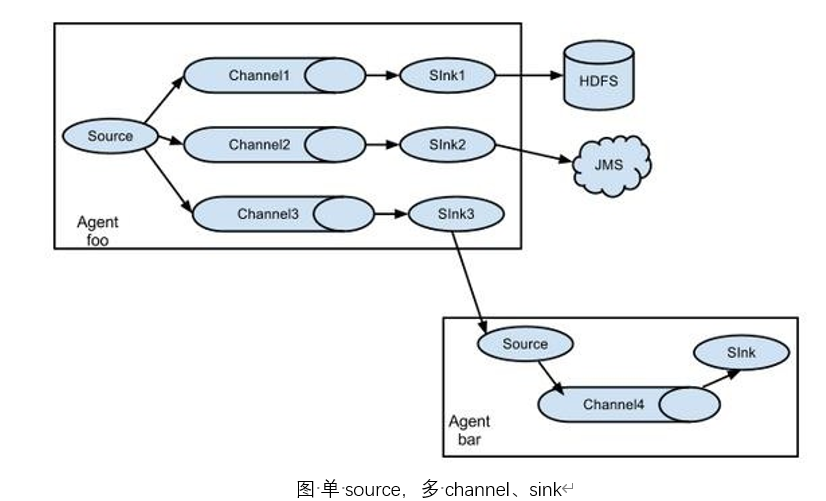 Channel1
SInk1
HDFS
Source
Channel2
SInk2
JMS
Channel3
SInk3
Agent
foo
Source
SInk
Channel4
Agent
bar
图·单·source，多·channel、sink↵